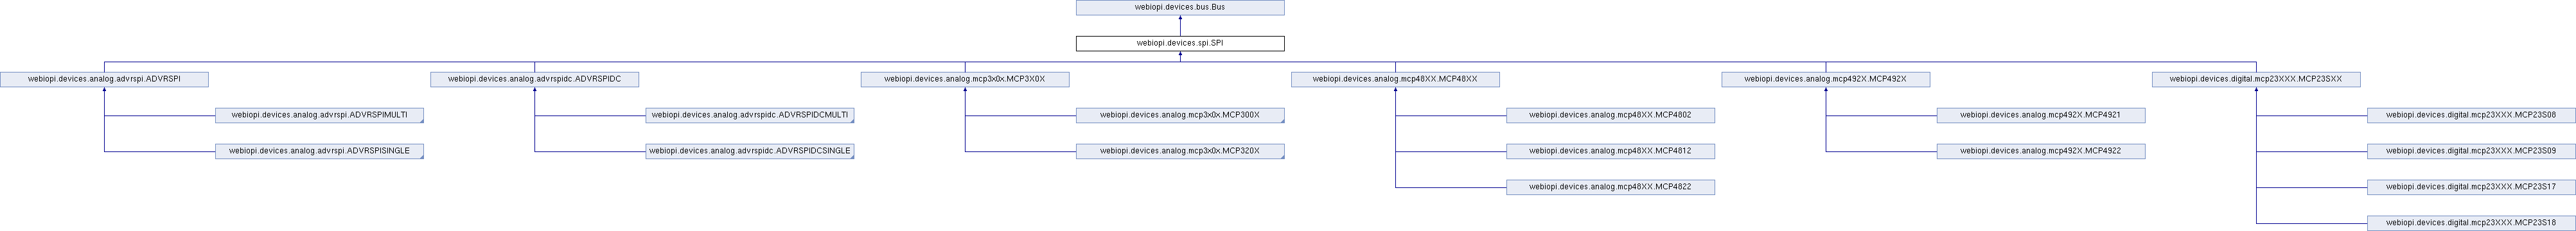 webiopi.devices.bus.Bus
webiopi.devices.spi.SPI
webiopi.devices.analog.advrspi.ADVRSPI
webiopi.devices.analog.advrspidc.ADVRSPIDC
webiopi.devices.analog.mcp3x0x.MCP3X0X
webiopi.devices.analog.mcp48XX.MCP48XX
webiopi.devices.analog.mcp492X.MCP492X
webiopi.devices.digital.mcp23XXX.MCP23SXX
webiopi.devices.analog.advrspi.ADVRSPIMULTI
webiopi.devices.analog.advrspidc.ADVRSPIDCMULTI
webiopi.devices.analog.mcp3x0x.MCP300X
webiopi.devices.analog.mcp48XX.MCP4802
webiopi.devices.analog.mcp492X.MCP4921
webiopi.devices.digital.mcp23XXX.MCP23S08
webiopi.devices.analog.advrspi.ADVRSPISINGLE
webiopi.devices.analog.advrspidc.ADVRSPIDCSINGLE
webiopi.devices.analog.mcp3x0x.MCP320X
webiopi.devices.analog.mcp48XX.MCP4812
webiopi.devices.analog.mcp492X.MCP4922
webiopi.devices.digital.mcp23XXX.MCP23S09
webiopi.devices.analog.mcp48XX.MCP4822
webiopi.devices.digital.mcp23XXX.MCP23S17
webiopi.devices.digital.mcp23XXX.MCP23S18